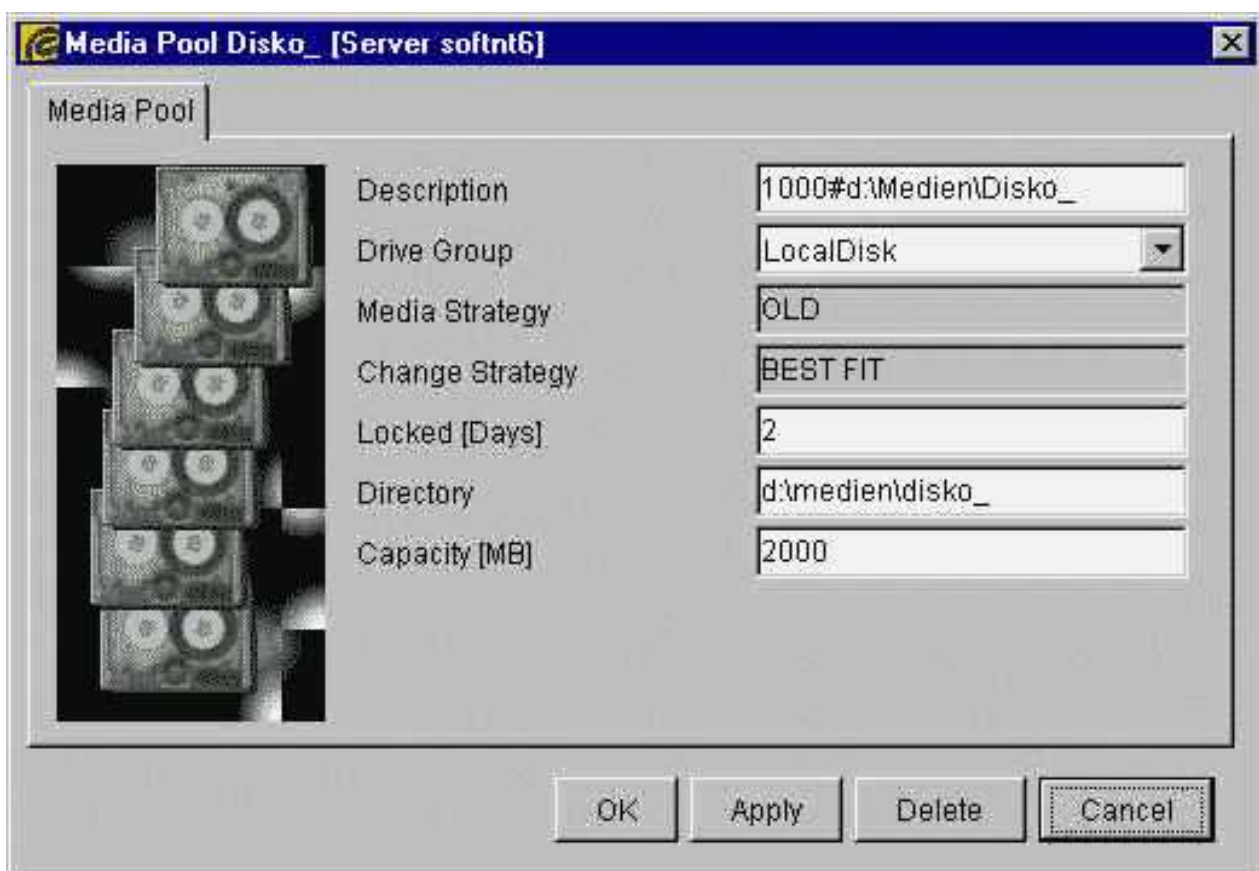 Media Pool Disko_ [Server softnt6]
Media Pool
Description 1000#d:\Medien\Disko_
Drive Group LocalDisk
Media Strategy OLD
Change Strategy BEST FIT
Locked [Days] 2
Directory d:\medien\disko_
Capacity [MB] 2000
OK Apply Delete Cancel